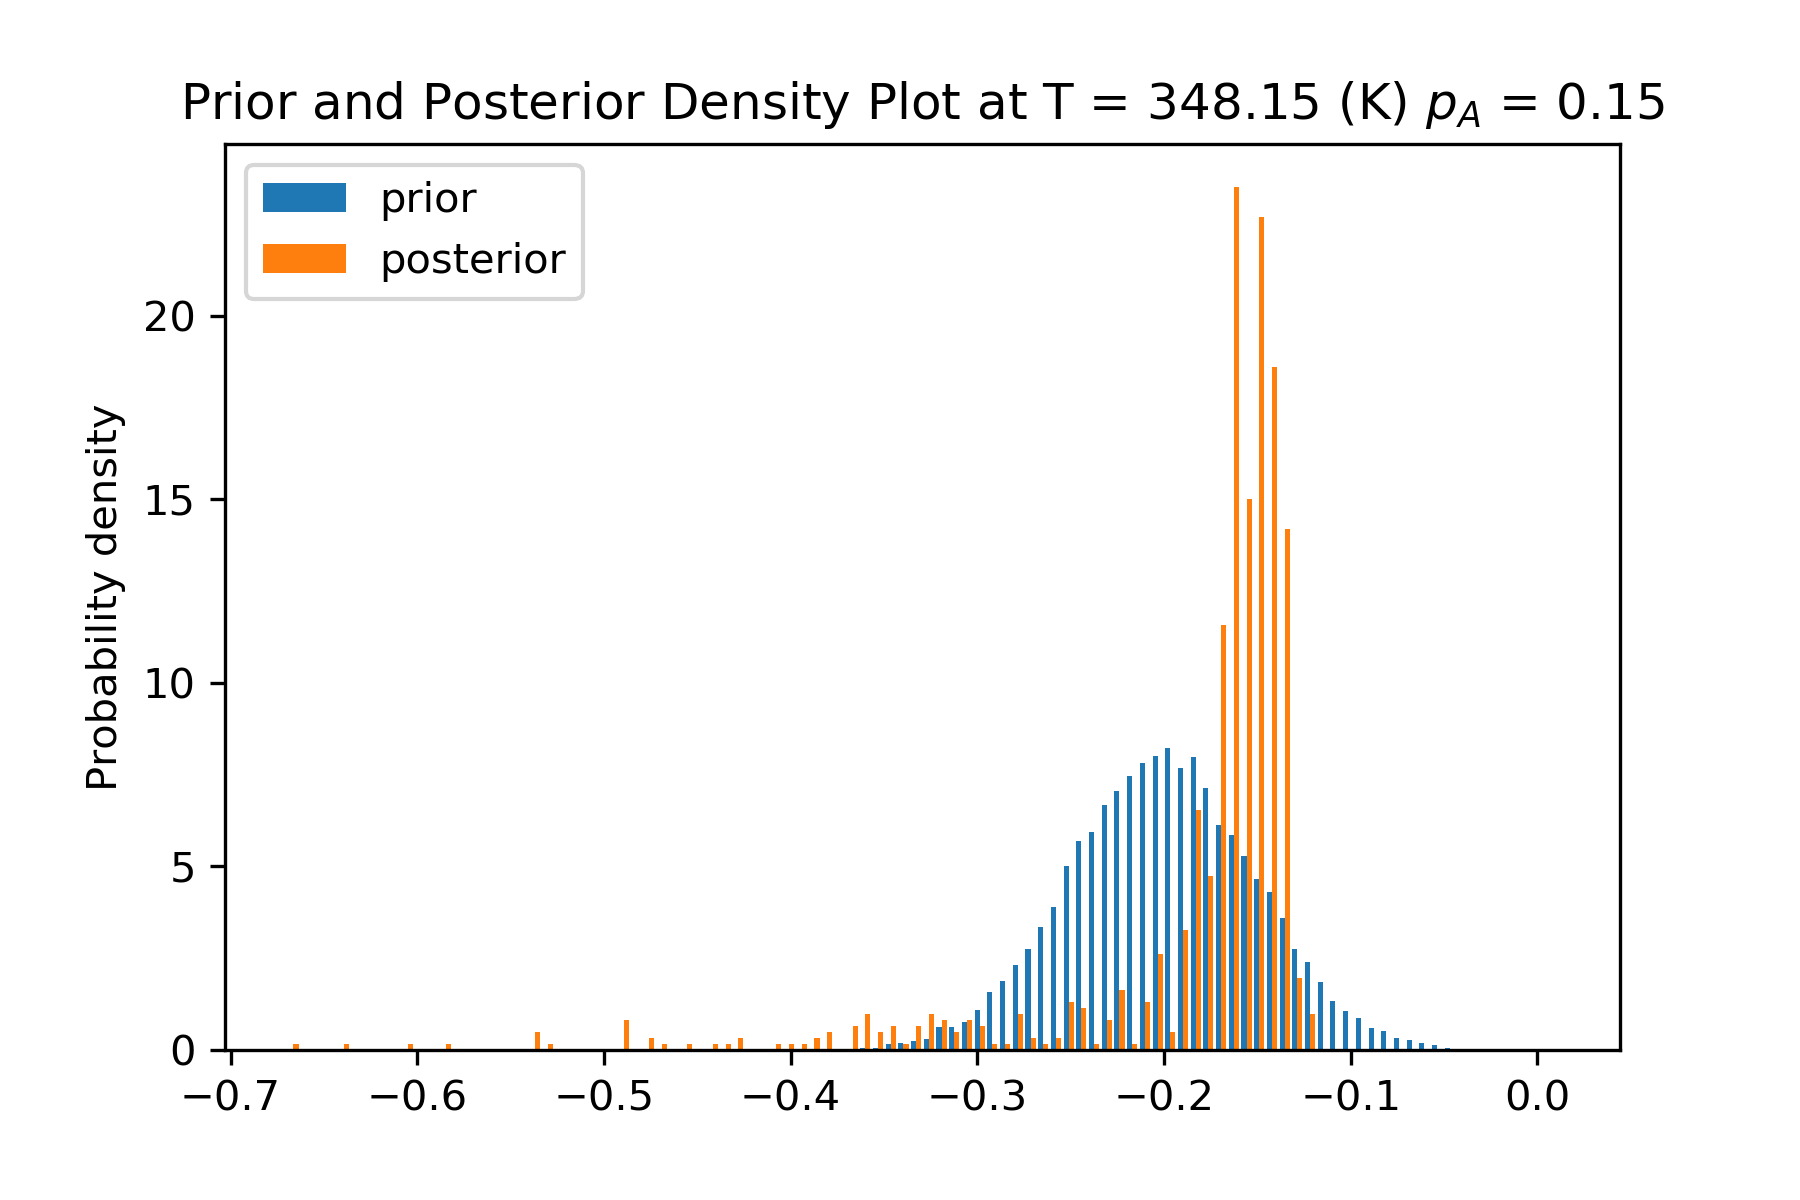 Prior and Posterior Density Plot at T = 348.15 (K) p_A = 0.15
prior
posterior
Probability density
20
15
10
5
0
−0.7 −0.6 −0.5 −0.4 −0.3 −0.2 −0.1 0.0